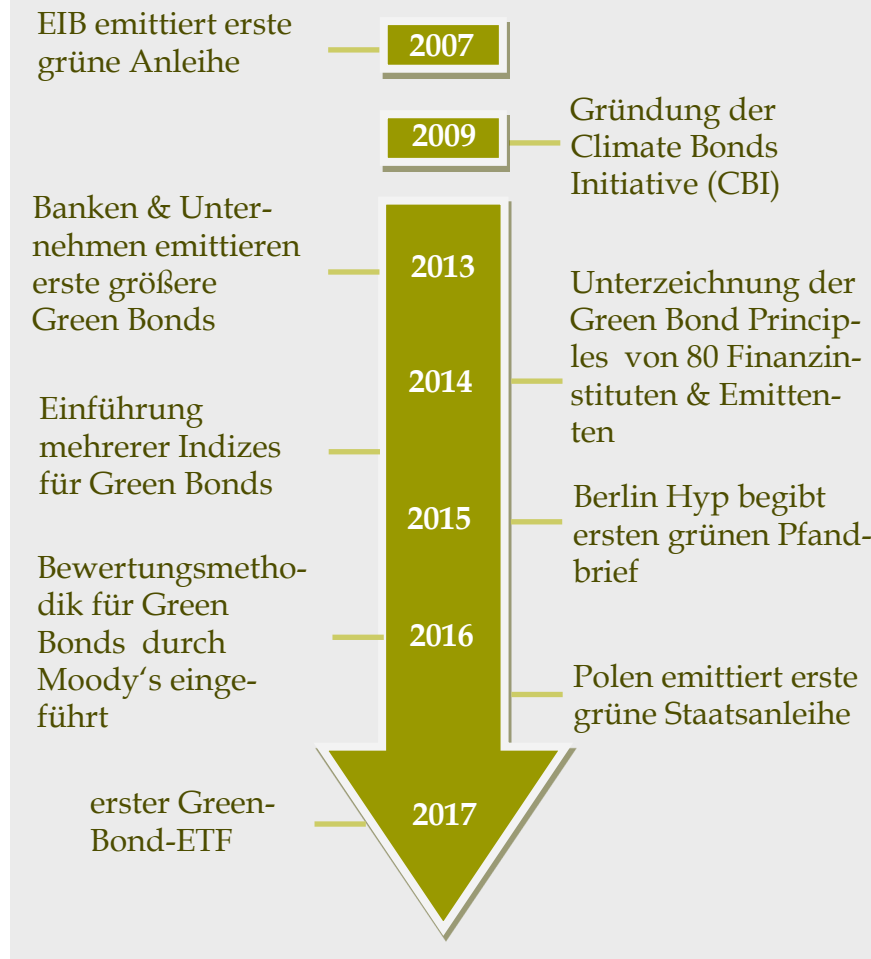 EIB emittiert erste
grüne Anleihe
2007
2009
Gründung der
Climate Bonds
Initiative (CBI)
Banken & Unter-
nehmen emittieren
erste größere
Green Bonds
2013
Unterzeichnung der
Green Bond Princip-
les von 80 Finanzin-
stituten & Emitten-
ten
2014
Einführung
mehrerer Indizes
für Green Bonds
2015
Berlin Hyp begibt
ersten grünen Pfand-
brief
Bewertungsmetho-
dik für Green
Bonds durch
Moody‘s einge-
führt
2016
Polen emittiert erste
grüne Staatsanleihe
erster Green-
Bond-ETF
2017